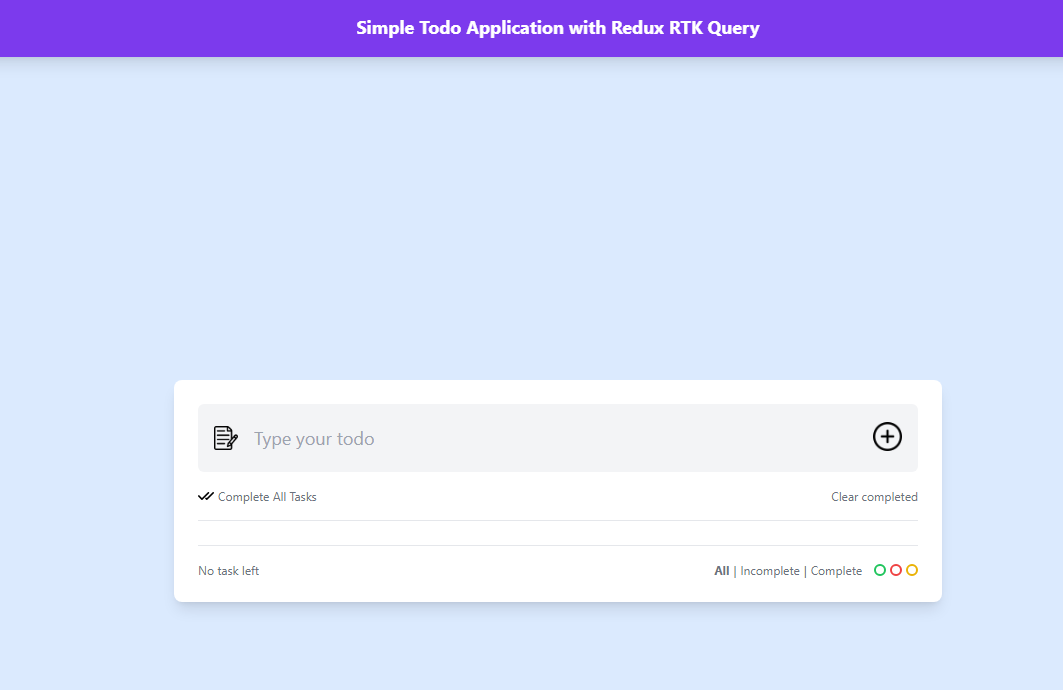 Simple Todo Application with Redux RTK Query
Type your todo
Complete All Tasks Clear completed
No task left All | Incomplete | Complete